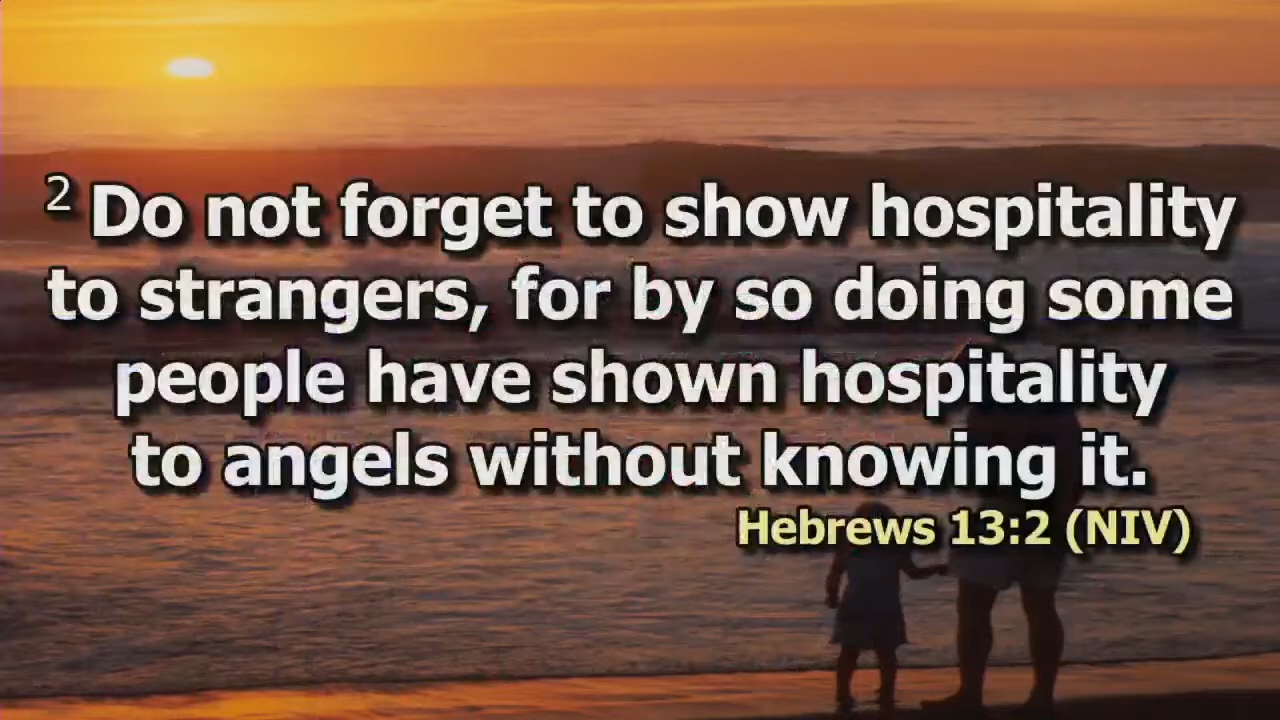 2 Do not forget to show hospitality
to strangers, for by so doing some
people have shown hospitality
to angels without knowing it.
Hebrews 13:2 (NIV)